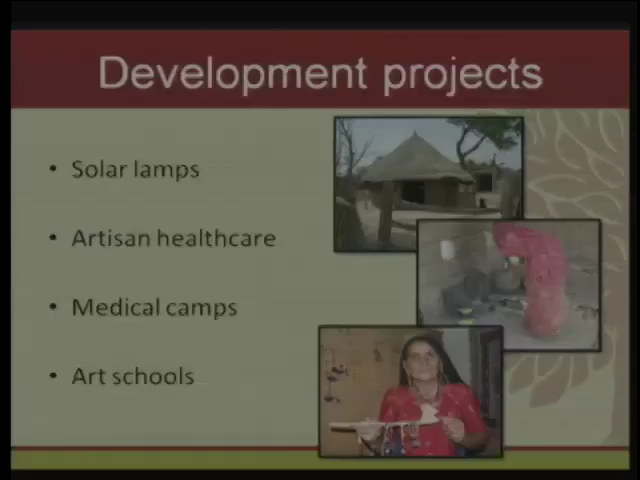 Development projects
• Solar lamps
• Artisan healthcare
• Medical camps
• Art schools